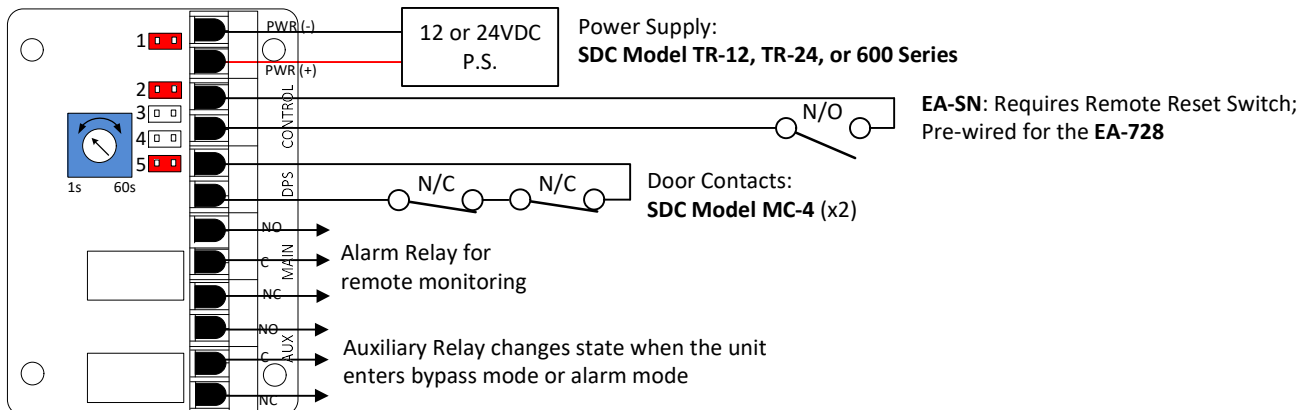 PWR (-)
12 or 24VDC
P.S.
Power Supply:
SDC Model TR-12, TR-24, or 600 Series
1
PWR (+)
2
3
4
5
1s
60s
CONTROL
N/O
EA-SN: Requires Remote Reset Switch;
Pre-wired for the EA-728
DPS
N/C
N/C
Door Contacts:
SDC Model MC-4 (x2)
NO
C
NC
MAIN
Alarm Relay for
remote monitoring
NO
C
NC
AUX
Auxiliary Relay changes state when the unit
enters bypass mode or alarm mode